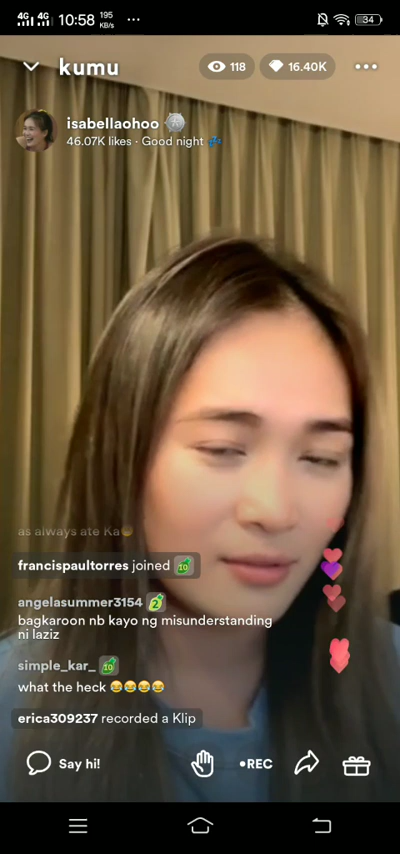 4G 4G 10:58 195 KB/s ... 34
kumu 118 16.40K
isabellaohoo
46.07K likes · Good night 💤
as always ate Ka
francispaultorres joined 10
angelasummer3154 2
bagkaroon nb kayo ng misunderstanding
ni laziz
simple_kar_ 10
what the heck 😂😂😂😂
erica309237 recorded a Klip
Say hi! •REC